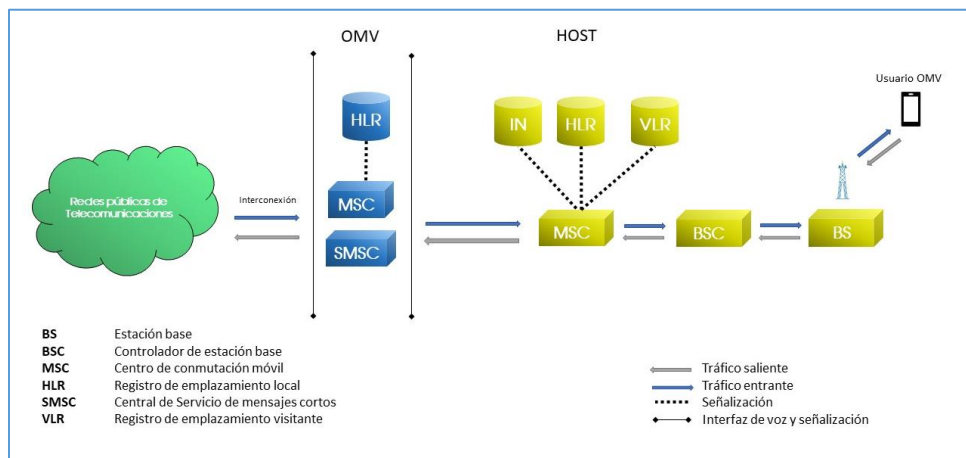 OMV
HOST
Usuario OMV
HLR
IN
HLR
VLR
Redes públicas de
Telecomunicaciones
Interconexión
MSC
SMSC
MSC
BSC
BS
BS Estación base
BSC Controlador de estación base
MSC Centro de conmutación móvil
HLR Registro de emplazamiento local
SMSC Central de Servicio de mensajes cortos
VLR Registro de emplazamiento visitante
Tráfico saliente
Tráfico entrante
Señalización
Interfaz de voz y señalización